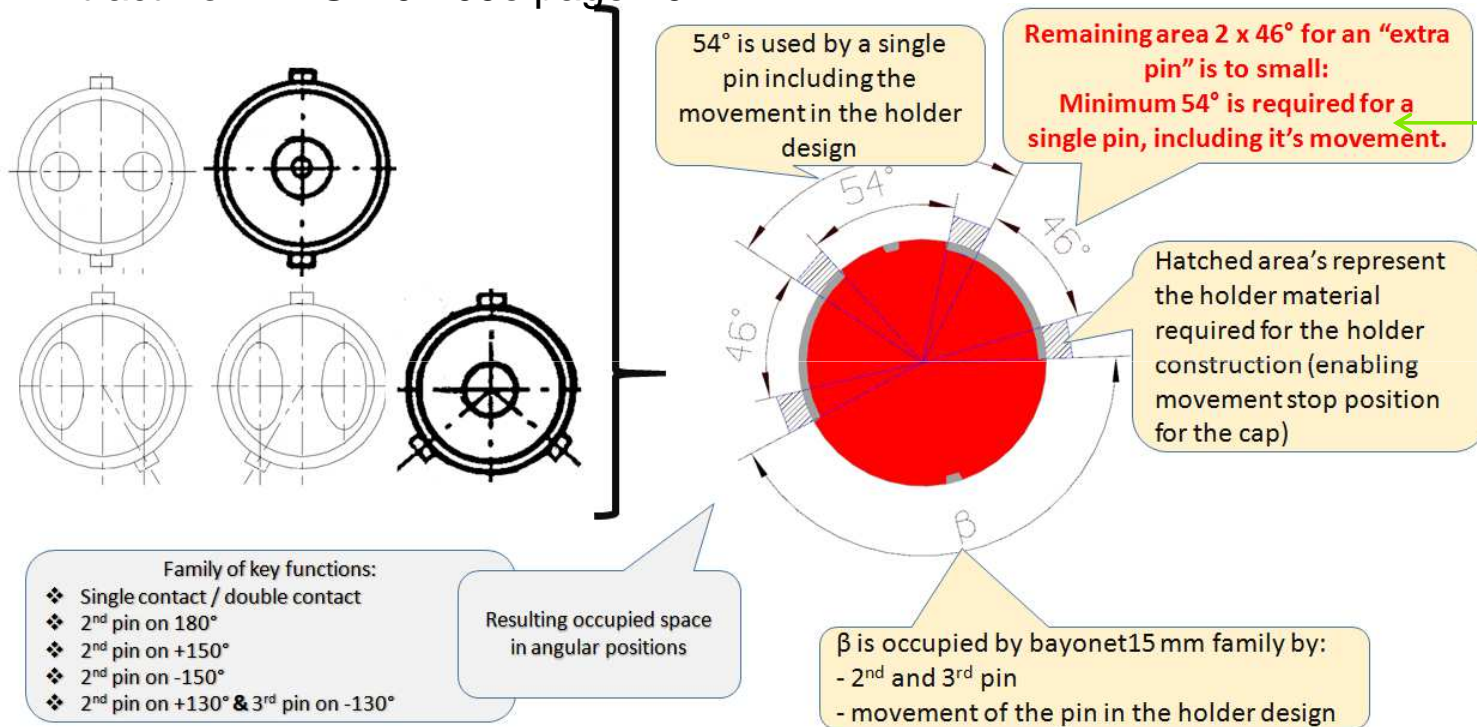 54° is used by a single
pin including the
movement in the holder
design
Remaining area 2 x 46° for an “extra
pin” is to small:
Minimum 54° is required for a
single pin, including it’s movement.
54°
46°
46°
β
Hatched area’s represent
the holder material
required for the holder
construction (enabling
movement stop position
for the cap)
Family of key functions:
❖ Single contact / double contact
❖ 2nd pin on 180°
❖ 2nd pin on +150°
❖ 2nd pin on -150°
❖ 2nd pin on +130° & 3rd pin on -130°
Resulting occupied space
in angular positions
β is occupied by bayonet15 mm family by:
- 2nd and 3rd pin
- movement of the pin in the holder design